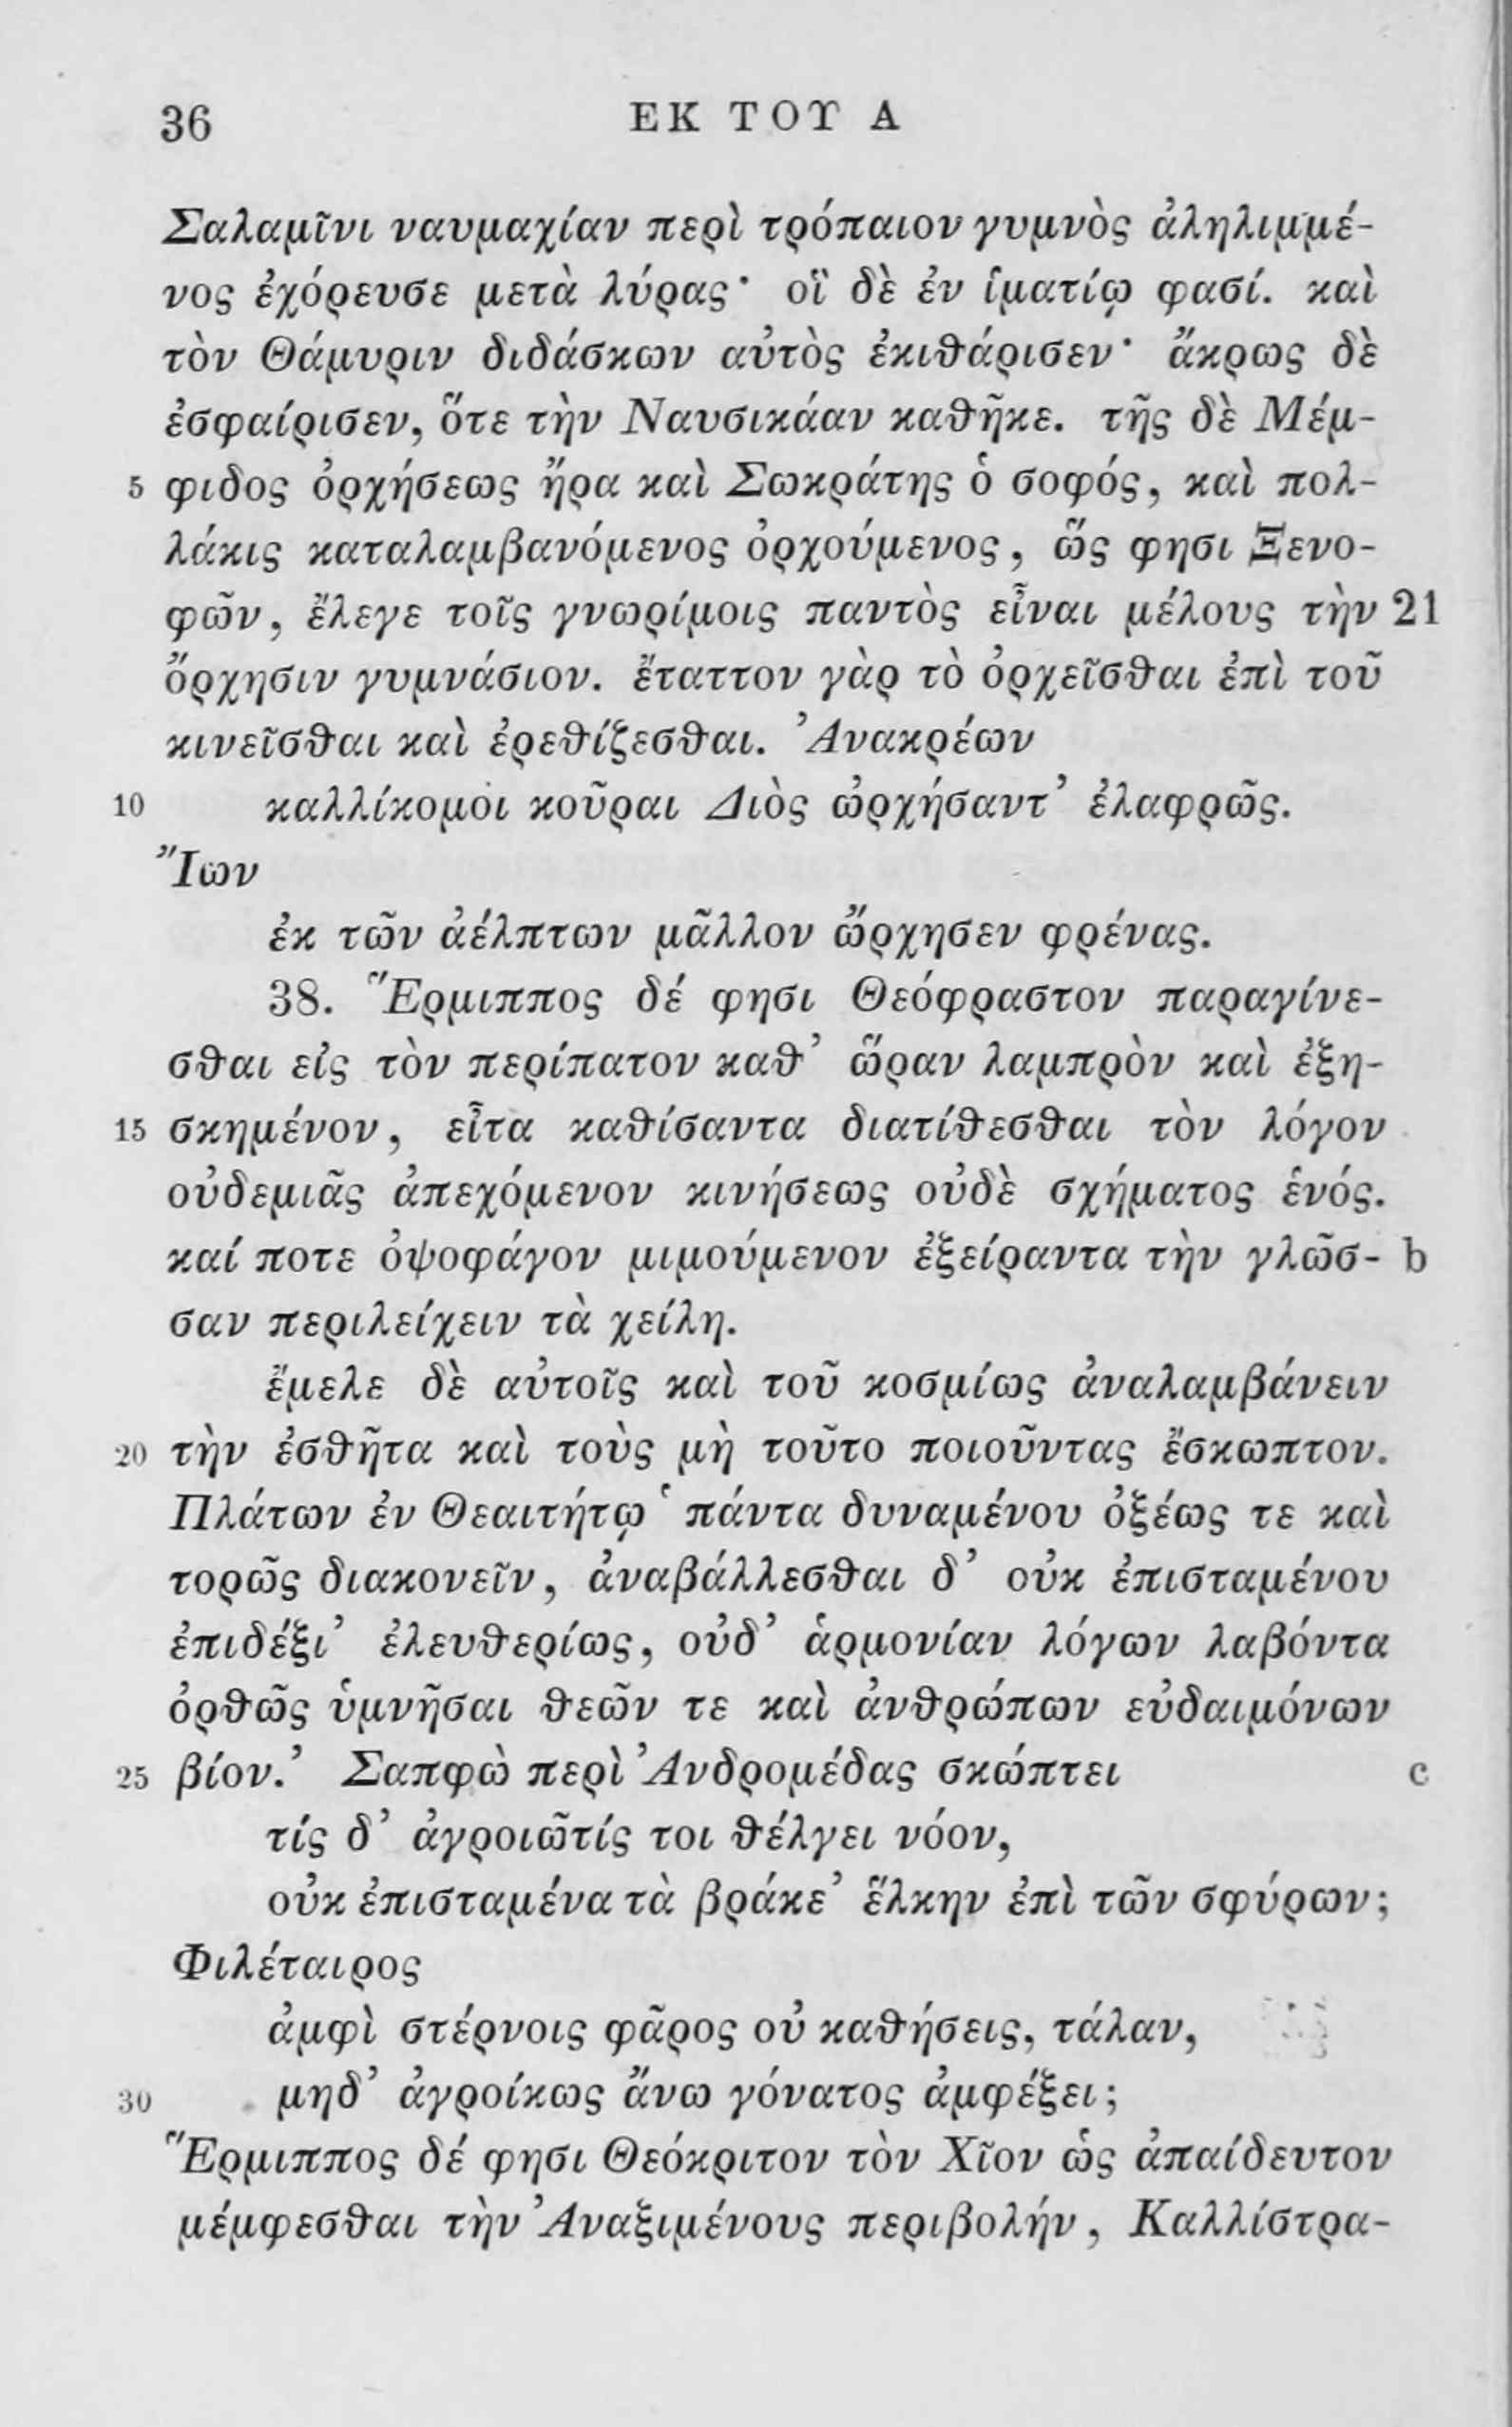 36 ΕΚ ΤΟΥ Α
Σαλαμῖνι ναυμαχίαν περὶ τρόπαιον γυμνὸς ἀληλιμμέ-
νος ἐχόρευσε μετὰ λύρας· οἳ δὲ ἐν ἱματίῳ φασί. καὶ
τὸν Θάμυριν διδάσκων αὐτὸς ἐκιθάρισεν· ἄκρως δὲ
ἐσφαίρισεν, ὅτε τὴν Ναυσικάαν καθῆκε. τῆς δὲ Μέμ-
5 φιδος ὀρχήσεως ἤρα καὶ Σωκράτης ὁ σοφός, καὶ πολ-
λάκις καταλαμβανόμενος ὀρχούμενος, ὥς φησι Ξενο-
φῶν, ἔλεγε τοῖς γνωρίμοις παντὸς εἶναι μέλους τὴν 21
ὄρχησιν γυμνάσιον. ἔταττον γὰρ τὸ ὀρχεῖσθαι ἐπὶ τοῦ
κινεῖσθαι καὶ ἐρεθίζεσθαι. Ἀνακρέων
10 καλλίκομοι κοῦραι Διὸς ὠρχήσαντ’ ἐλαφρῶς.
Ἴων
ἐκ τῶν ἀέλπτων μᾶλλον ὤρχησεν φρένας.
38. Ἕρμιππος δέ φησι Θεόφραστον παραγίνε-
σθαι εἰς τὸν περίπατον καθ’ ὥραν λαμπρὸν καὶ ἐξη-
15 σκημένον, εἶτα καθίσαντα διατίθεσθαι τὸν λόγον
οὐδεμιᾶς ἀπεχόμενον κινήσεως οὐδὲ σχήματος ἑνός.
καί ποτε ὀψοφάγον μιμούμενον ἐξείραντα τὴν γλῶσ- b
σαν περιλείχειν τὰ χείλη.
ἔμελε δὲ αὐτοῖς καὶ τοῦ κοσμίως ἀναλαμβάνειν
20 τὴν ἐσθῆτα καὶ τοὺς μὴ τοῦτο ποιοῦντας ἔσκωπτον.
Πλάτων ἐν Θεαιτήτῳ ‘πάντα δυναμένου ὀξέως τε καὶ
τορῶς διακονεῖν, ἀναβάλλεσθαι δ’ οὐκ ἐπισταμένου
ἐπιδέξι’ ἐλευθερίως, οὐδ’ ἁρμονίαν λόγων λαβόντα
ὀρθῶς ὑμνῆσαι θεῶν τε καὶ ἀνθρώπων εὐδαιμόνων
25 βίον.’ Σαπφὼ περὶ Ἀνδρομέδας σκώπτει c
τίς δ’ ἀγροιῶτίς τοι θέλγει νόον,
οὐκ ἐπισταμένα τὰ βράκε’ ἕλκην ἐπὶ τῶν σφύρων;
Φιλέταιρος
ἀμφὶ στέρνοις φᾶρος οὐ καθήσεις, τάλαν,
30 μηδ’ ἀγροίκως ἄνω γόνατος ἀμφέξει;
Ἕρμιππος δέ φησι Θεόκριτον τὸν Χῖον ὡς ἀπαίδευτον
μέμφεσθαι τὴν Ἀναξιμένους περιβολήν, Καλλίστρα-